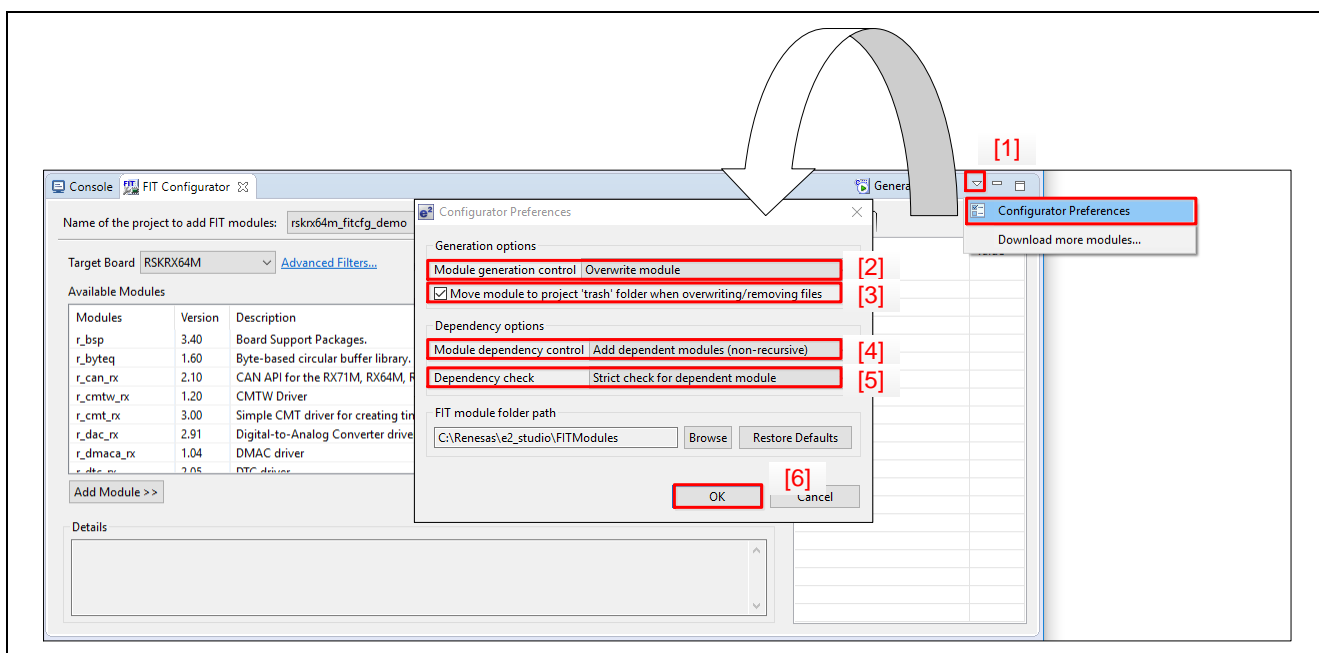 [1]
Console FIT Configurator Genera
Configurator Preferences
Download more modules...
Name of the project to add FIT modules: rskrx64m_fitcfg_demo
Target Board RSKRX64M Advanced Filters...
Available Modules
Modules Version Description
r_bsp 3.40 Board Support Packages.
r_byteq 1.60 Byte-based circular buffer library.
r_can_rx 2.10 CAN API for the RX71M, RX64M, R
r_cmtw_rx 1.20 CMTW Driver
r_cmt_rx 3.00 Simple CMT driver for creating tin
r_dac_rx 2.91 Digital-to-Analog Converter drive
r_dmaca_rx 1.04 DMAC driver
r_dtc_rx 2.05 DTC driver
Add Module >>
Details
Configurator Preferences
Generation options
Module generation control Overwrite module [2]
Move module to project 'trash' folder when overwriting/removing files [3]
Dependency options
Module dependency control Add dependent modules (non-recursive) [4]
Dependency check Strict check for dependent module [5]
FIT module folder path
C:\Renesas\e2_studio\FITModules Browse Restore Defaults
[6]
OK Cancel